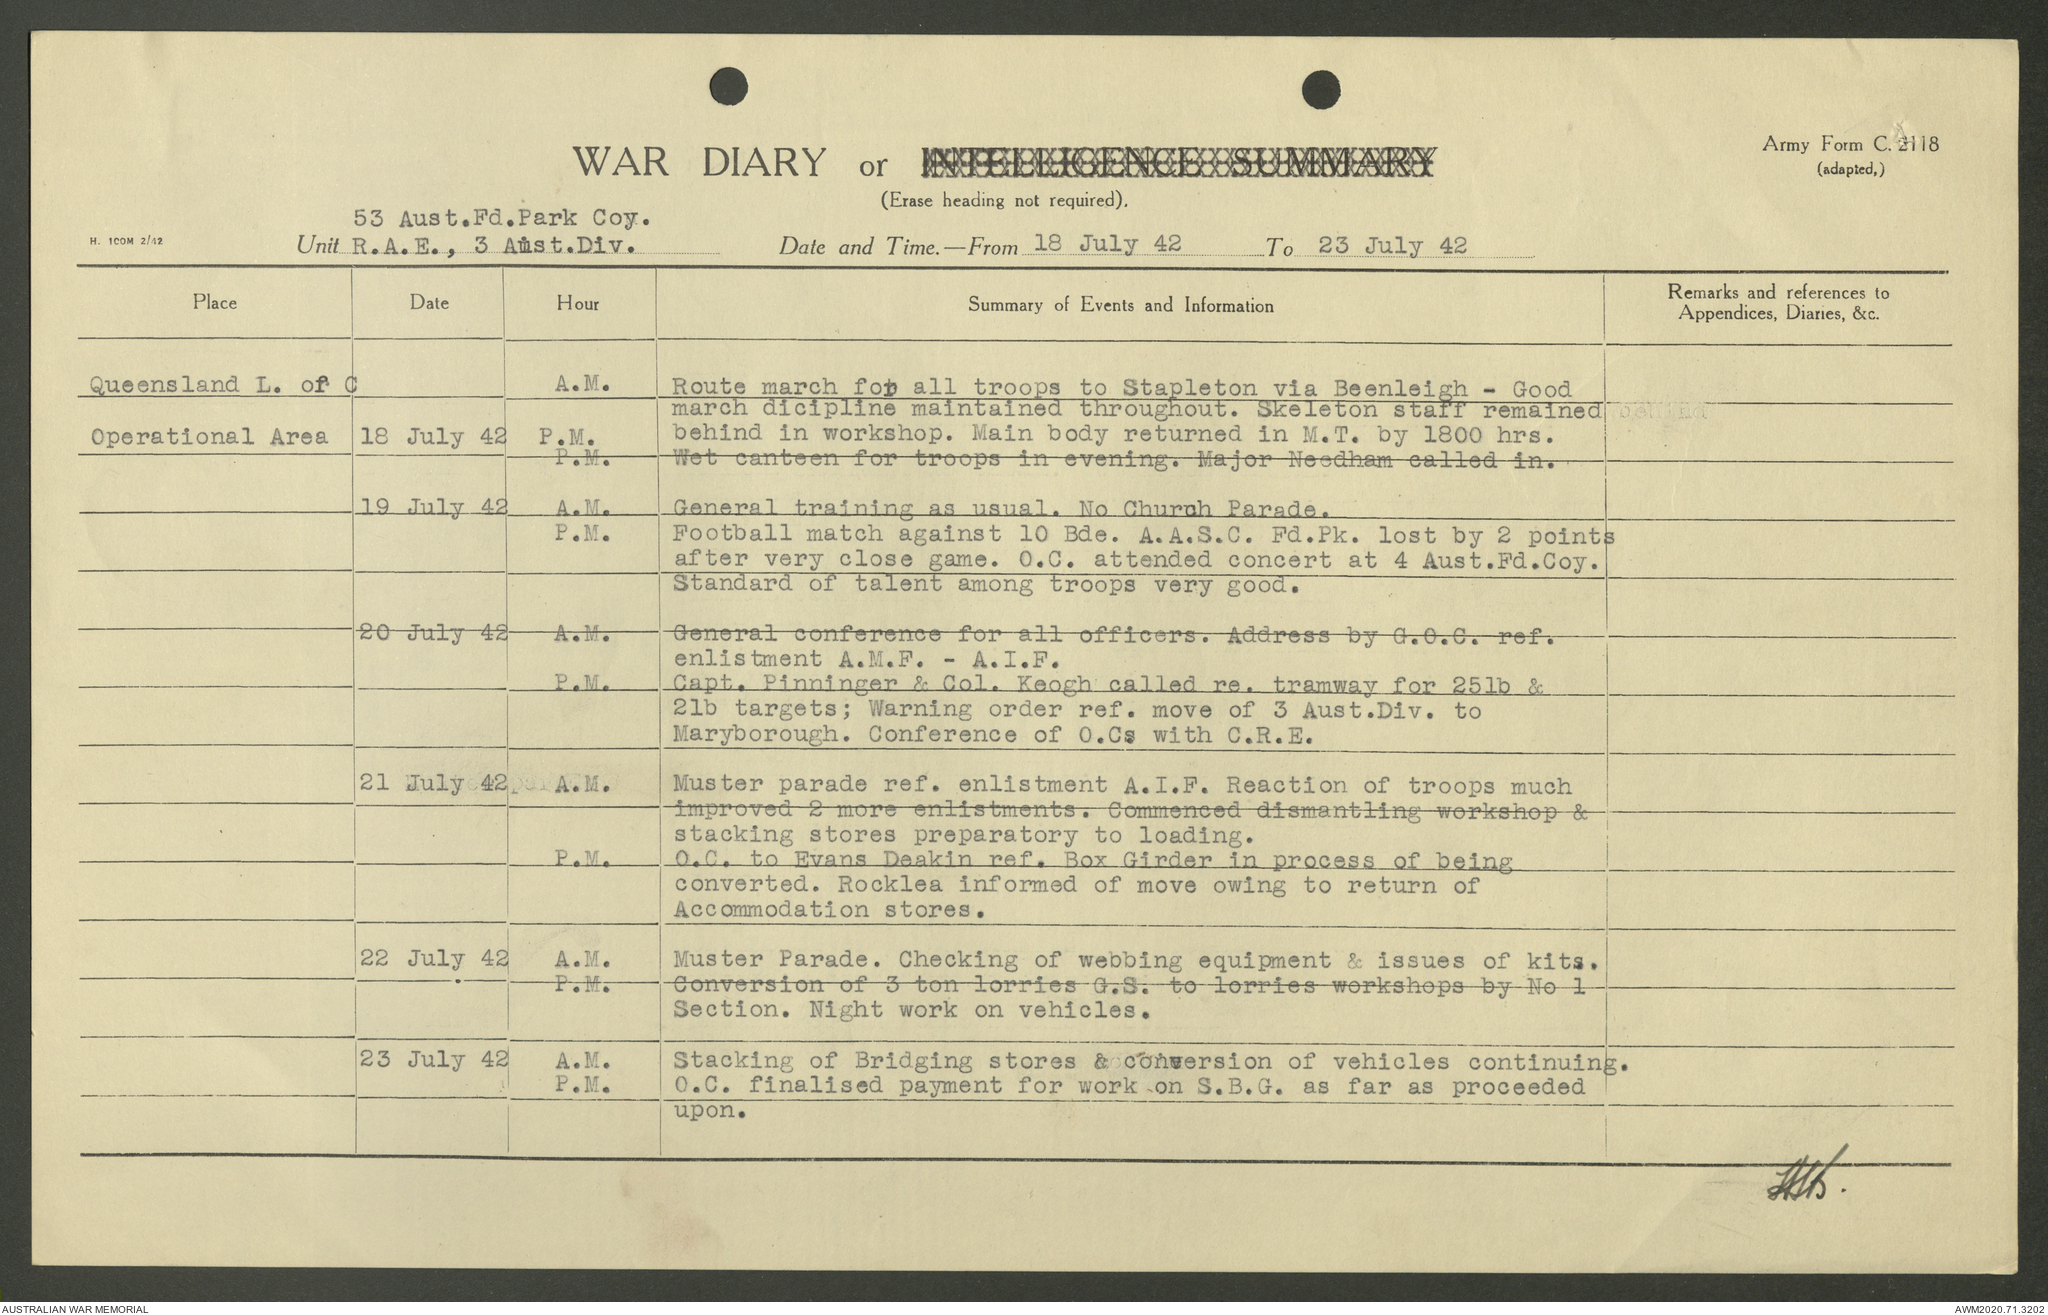 WAR DIARY or INTELLIGENCE SUMMARY
Army Form C. 2118
(adapted,)
(Erase heading not required).
53 Aust.Fd.Park Coy.
H. 1COM 2/42
Unit R.A.E., 3 Aust.Div. Date and Time.—From 18 July 42 To 23 July 42
Place Date Hour Summary of Events and Information Remarks and references to
Appendices, Diaries, &c.
Queensland L. of C A.M. Route march for all troops to Stapleton via Beenleigh - Good
march dicipline maintained throughout. Skeleton staff remained
Operational Area 18 July 42 P.M. behind in workshop. Main body returned in M.T. by 1800 hrs.
P.M. Wet canteen for troops in evening. Major Needham called in.
19 July 42 A.M. General training as usual. No Church Parade.
P.M. Football match against 10 Bde. A.A.S.C. Fd.Pk. lost by 2 points
after very close game. O.C. attended concert at 4 Aust.Fd.Coy.
Standard of talent among troops very good.
20 July 42 A.M. General conference for all officers. Address by G.O.C. ref.
enlistment A.M.F. - A.I.F.
P.M. Capt. Pinninger & Col. Keogh called re. tramway for 25lb &
2lb targets; Warning order ref. move of 3 Aust.Div. to
Maryborough. Conference of O.Cs with C.R.E.
21 July 42 A.M. Muster parade ref. enlistment A.I.F. Reaction of troops much
improved 2 more enlistments. Commenced dismantling workshop &
stacking stores preparatory to loading.
P.M. O.C. to Evans Deakin ref. Box Girder in process of being
converted. Rocklea informed of move owing to return of
Accommodation stores.
22 July 42 A.M. Muster Parade. Checking of webbing equipment & issues of kits.
P.M. Conversion of 3 ton lorries G.S. to lorries workshops by No 1
Section. Night work on vehicles.
23 July 42 A.M. Stacking of Bridging stores & conversion of vehicles continuing.
P.M. O.C. finalised payment for work on S.B.G. as far as proceeded
upon.
AUSTRALIAN WAR MEMORIAL
AWM2020.71.3202